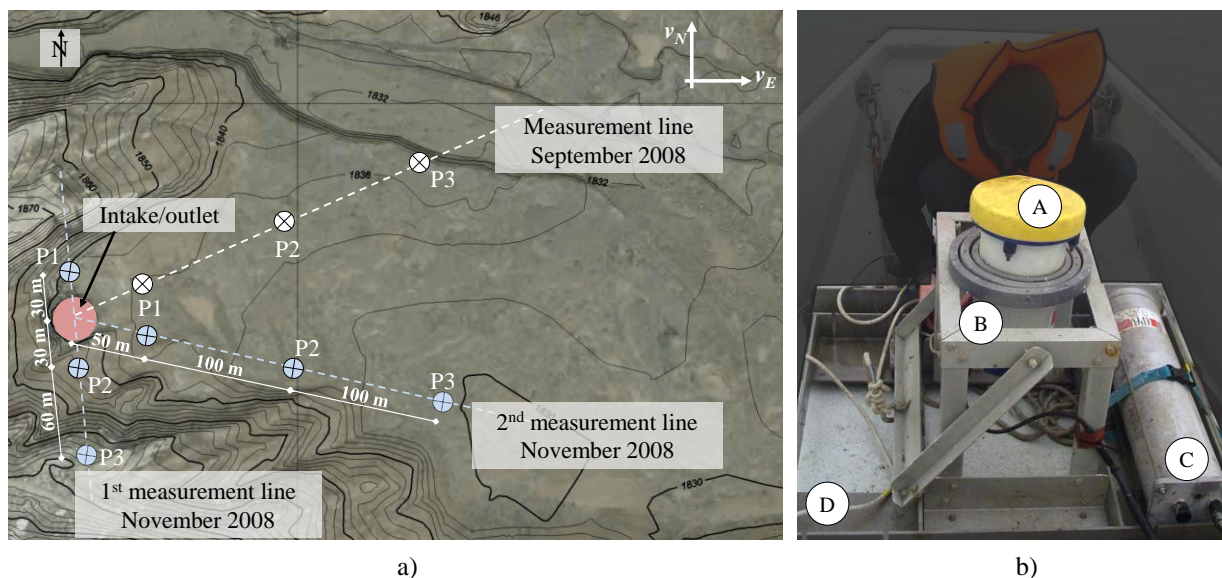 1846
N
v_N
v_E
1832
Measurement line
September 2008
1840
1850
1860
1870
1836
1832
P3
Intake/outlet
P2
P1
P1
30 m
30 m
60 m
50 m
100 m
100 m
P2
P2
P3
P3
1830
2nd measurement line
November 2008
1st measurement line
November 2008
1830
a)
A
B
C
D
b)